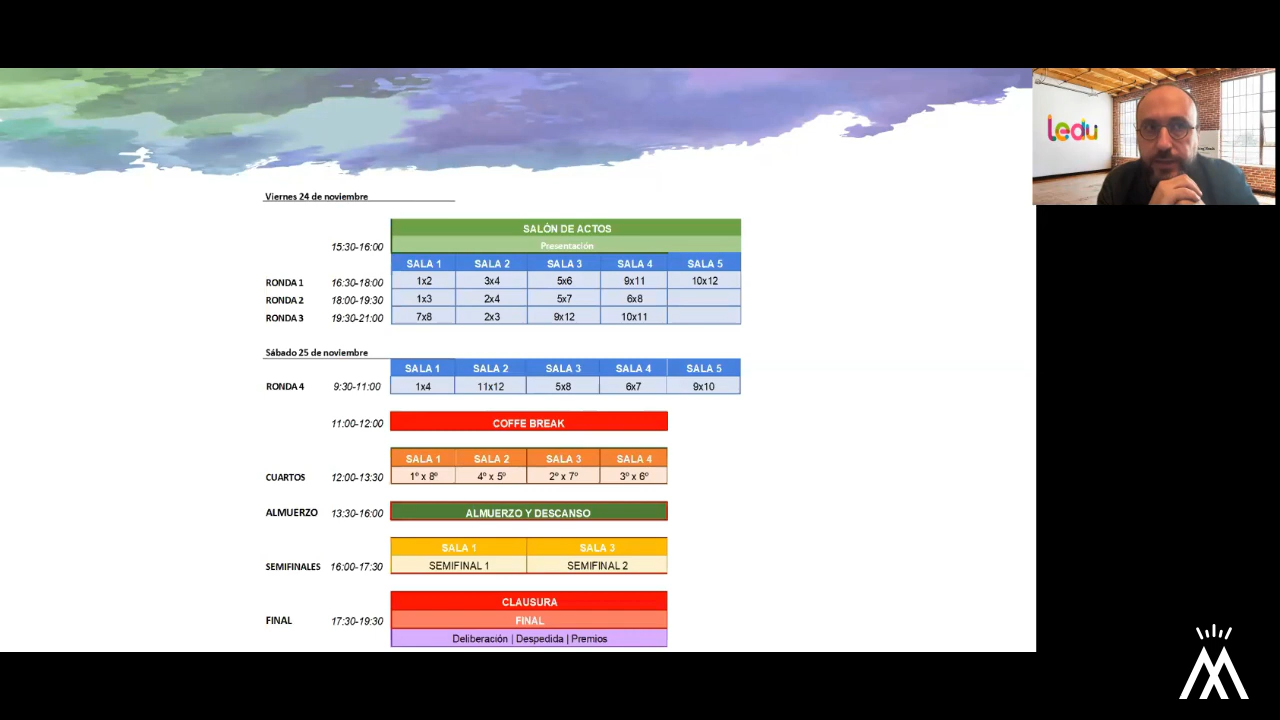 Viernes 24 de noviembre
SALÓN DE ACTOS
15:30-16:00 Presentación
SALA 1 SALA 2 SALA 3 SALA 4 SALA 5
RONDA 1 16:30-18:00 1x2 3x4 5x6 9x11 10x12
RONDA 2 18:00-19:30 1x3 2x4 5x7 6x8
RONDA 3 19:30-21:00 7x8 2x3 9x12 10x11
Sábado 25 de noviembre
SALA 1 SALA 2 SALA 3 SALA 4 SALA 5
RONDA 4 9:30-11:00 1x4 11x12 5x8 6x7 9x10
11:00-12:00 COFFE BREAK
SALA 1 SALA 2 SALA 3 SALA 4
CUARTOS 12:00-13:30 1º x 8º 4º x 5º 2º x 7º 3º x 6º
ALMUERZO 13:30-16:00 ALMUERZO Y DESCANSO
SALA 1 SALA 3
SEMIFINALES 16:00-17:30 SEMIFINAL 1 SEMIFINAL 2
CLAUSURA
FINAL 17:30-19:30 FINAL
Deliberación | Despedida | Premios
ledu